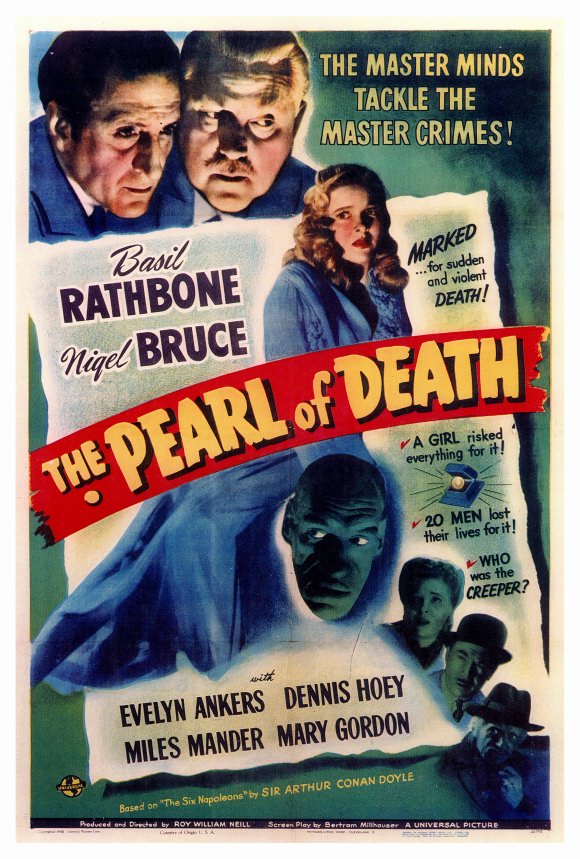 THE MASTER MINDS
TACKLE THE
MASTER CRIMES!
Basil
RATHBONE
Nigel BRUCE
MARKED
...for sudden
and violent
DEATH!
THE PEARL of DEATH
A GIRL risked
everything for it!
20 MEN lost
their lives for it!
WHO
was the
CREEPER?
with
EVELYN ANKERS DENNIS HOEY
MILES MANDER MARY GORDON
UNIVERSAL
Based on "The Six Napoleons" by SIR ARTHUR CONAN DOYLE
Produced and Directed by ROY WILLIAM NEILL Screen Play by Bertram Millhauser A UNIVERSAL PICTURE
Country of Origin U.S.A.